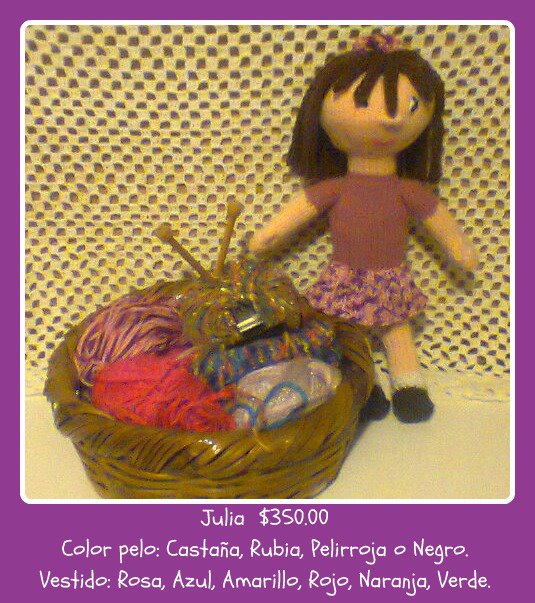 Julia $350.00
Color pelo: Castaña, Rubia, Pelirroja o Negro.
Vestido: Rosa, Azul, Amarillo, Rojo, Naranja, Verde.